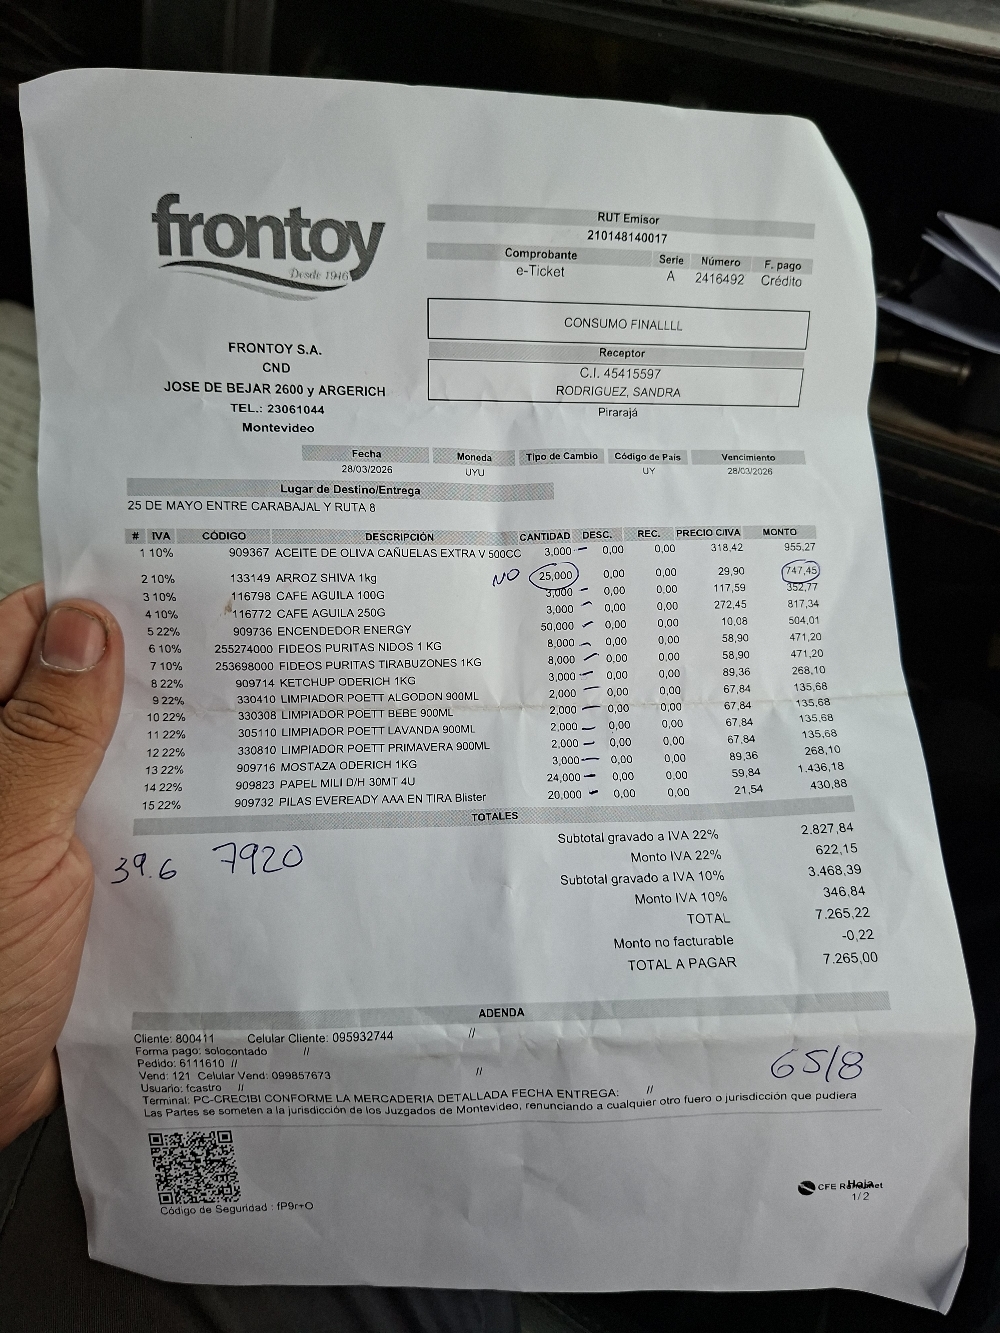 frontoy
Desde 1946
RUT Emisor
210148140017
Comprobante Serie Número F. pago
e-Ticket A 2416492 Crédito
CONSUMO FINALLLL
Receptor
C.I. 45415597
RODRIGUEZ, SANDRA
Pirarajá
FRONTOY S.A.
CND
JOSE DE BEJAR 2600 y ARGERICH
TEL.: 23061044
Montevideo
Fecha Moneda Tipo de Cambio Código de País Vencimiento
28/03/2026 UYU UY 28/03/2026
Lugar de Destino/Entrega
25 DE MAYO ENTRE CARABAJAL Y RUTA 8
# IVA CÓDIGO DESCRIPCIÓN CANTIDAD DESC. REC. PRECIO C/IVA MONTO
1 10% 909367 ACEITE DE OLIVA CAÑUELAS EXTRA V 500CC 3,000 0,00 0,00 318,42 955,27
2 10% 133149 ARROZ SHIVA 1kg NO 25,000 0,00 0,00 29,90 747,45
3 10% 116798 CAFE AGUILA 100G 3,000 0,00 0,00 117,59 352,77
4 10% 116772 CAFE AGUILA 250G 3,000 0,00 0,00 272,45 817,34
5 22% 909736 ENCENDEDOR ENERGY 50,000 0,00 0,00 10,08 504,01
6 10% 255274000 FIDEOS PURITAS NIDOS 1 KG 8,000 0,00 0,00 58,90 471,20
7 10% 253698000 FIDEOS PURITAS TIRABUZONES 1KG 8,000 0,00 0,00 58,90 471,20
8 22% 909714 KETCHUP ODERICH 1KG 3,000 0,00 0,00 89,36 268,10
9 22% 330410 LIMPIADOR POETT ALGODON 900ML 2,000 0,00 0,00 67,84 135,68
10 22% 330308 LIMPIADOR POETT BEBE 900ML 2,000 0,00 0,00 67,84 135,68
11 22% 305110 LIMPIADOR POETT LAVANDA 900ML 2,000 0,00 0,00 67,84 135,68
12 22% 330810 LIMPIADOR POETT PRIMAVERA 900ML 2,000 0,00 0,00 67,84 135,68
13 22% 909716 MOSTAZA ODERICH 1KG 3,000 0,00 0,00 89,36 268,10
14 22% 909823 PAPEL MILI D/H 30MT 4U 24,000 0,00 0,00 59,84 1.436,18
15 22% 909732 PILAS EVEREADY AAA EN TIRA Blister 20,000 0,00 0,00 21,54 430,88
TOTALES
39.6 7920
Subtotal gravado a IVA 22% 2.827,84
Monto IVA 22% 622,15
Subtotal gravado a IVA 10% 3.468,39
Monto IVA 10% 346,84
TOTAL 7.265,22
Monto no facturable -0,22
TOTAL A PAGAR 7.265,00
ADENDA
Cliente: 800411 Celular Cliente: 095932744 //
Forma pago: solocontado //
Pedido: 6111610 //
Vend: 121 Celular Vend: 099857673 //
Usuario: fcastro //
Terminal: PC-CRECIBI CONFORME LA MERCADERIA DETALLADA FECHA ENTREGA: //
Las Partes se someten a la jurisdicción de los Juzgados de Montevideo, renunciando a cualquier otro fuero o jurisdicción que pudiera
65/8
Código de Seguridad : fP9r+O
CFE
Hoja
1/2